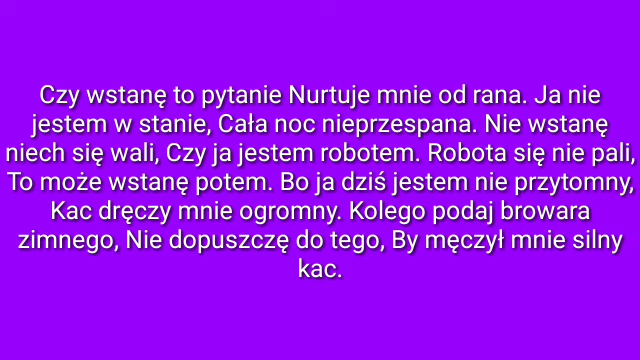 Czy wstanę to pytanie Nurtuje mnie od rana. Ja nie
jestem w stanie, Cała noc nieprzespana. Nie wstanę
niech się wali, Czy ja jestem robotem. Robota się nie pali,
To może wstanę potem. Bo ja dziś jestem nie przytomny,
Kac dręczy mnie ogromny. Kolego podaj browara
zimnego, Nie dopuszczę do tego, By męczył mnie silny
kac.